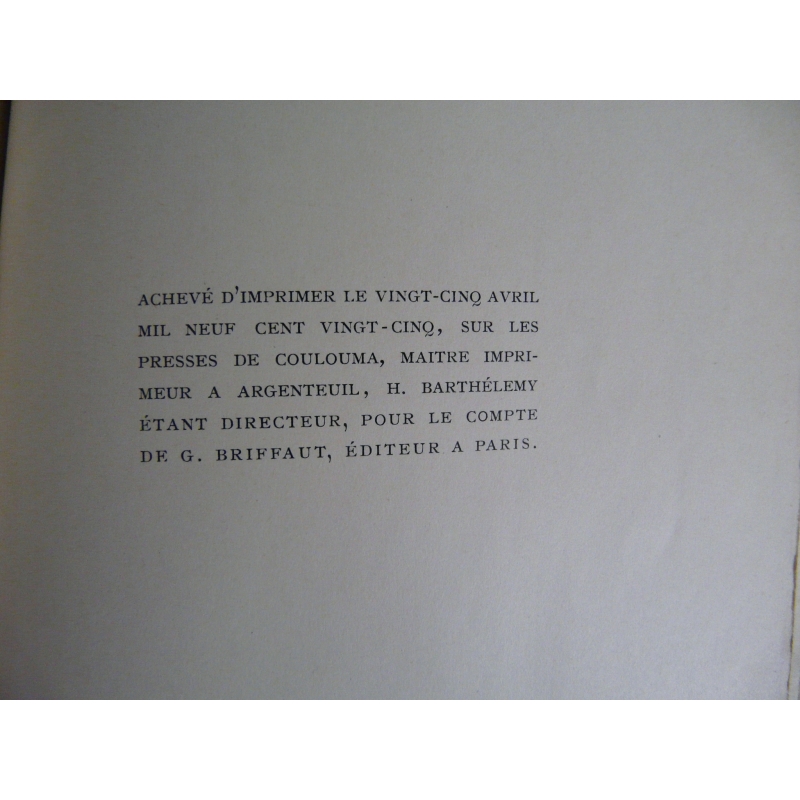 ACHEVÉ D'IMPRIMER LE VINGT-CINQ AVRIL
MIL NEUF CENT VINGT-CINQ, SUR LES
PRESSES DE COULOUMA, MAITRE IMPRI-
MEUR A ARGENTEUIL, H. BARTHÉLEMY
ÉTANT DIRECTEUR, POUR LE COMPTE
DE G. BRIFFAUT, ÉDITEUR A PARIS.